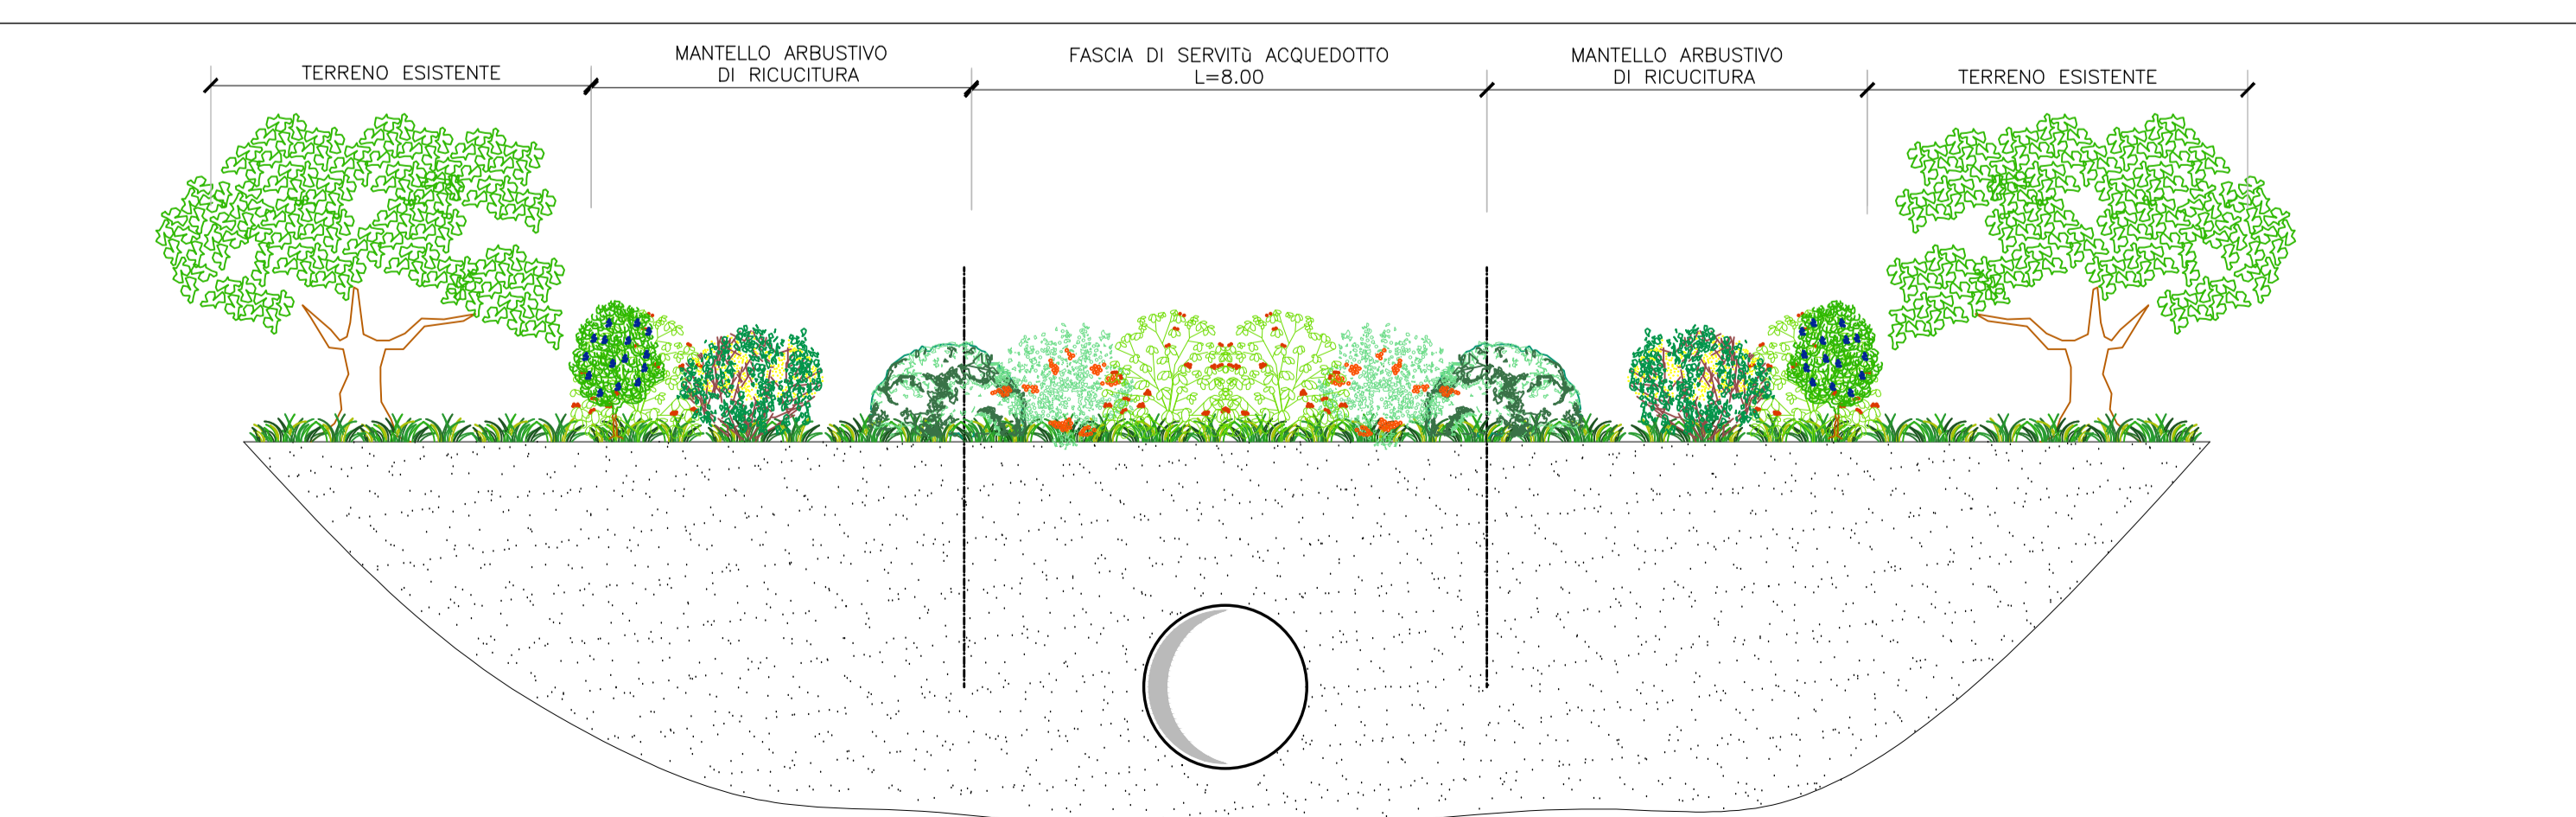 TERRENO ESISTENTE
MANTELLO ARBUSTIVO
DI RICUCITURA
FASCIA DI SERVITù ACQUEDOTTO
L=8.00
MANTELLO ARBUSTIVO
DI RICUCITURA
TERRENO ESISTENTE